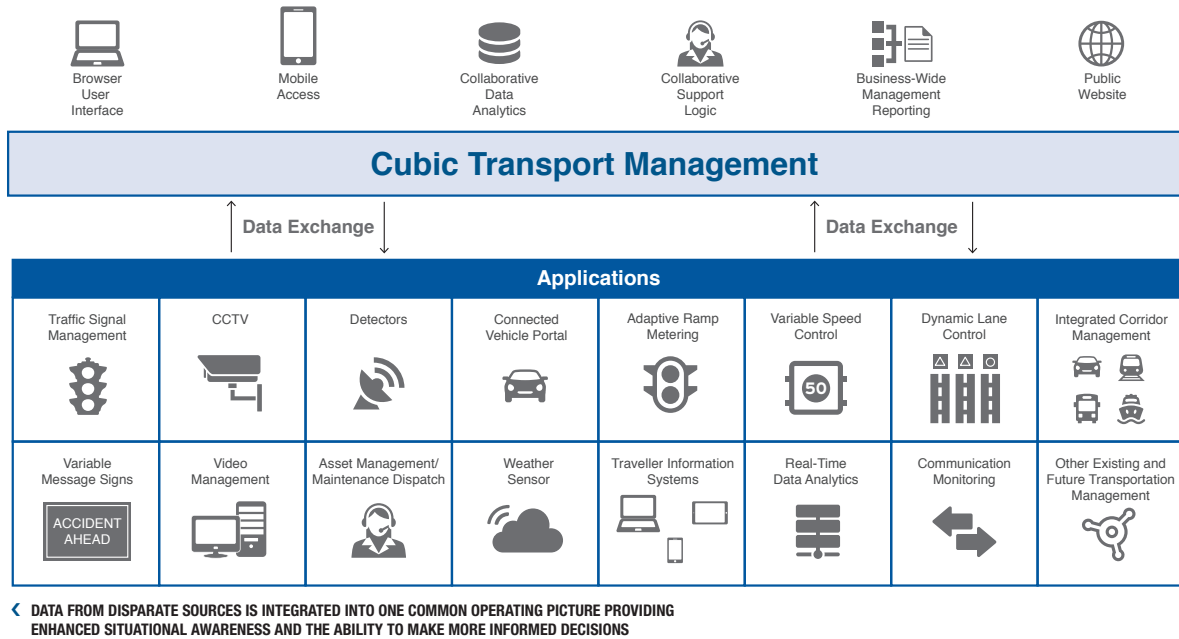 Browser
User
Interface
Mobile
Access
Collaborative
Data
Analytics
Collaborative
Support
Logic
Business-Wide
Management
Reporting
Public
Website
Cubic Transport Management
Data Exchange
Data Exchange
Applications
Traffic Signal
Management
CCTV
Detectors
Connected
Vehicle Portal
Adaptive Ramp
Metering
Variable Speed
Control
50
Dynamic Lane
Control
Integrated Corridor
Management
Variable
Message Signs
ACCIDENT
AHEAD
Video
Management
Asset Management/
Maintenance Dispatch
Weather
Sensor
Traveller Information
Systems
Real-Time
Data Analytics
Communication
Monitoring
Other Existing and
Future Transportation
Management
DATA FROM DISPARATE SOURCES IS INTEGRATED INTO ONE COMMON OPERATING PICTURE PROVIDING
ENHANCED SITUATIONAL AWARENESS AND THE ABILITY TO MAKE MORE INFORMED DECISIONS